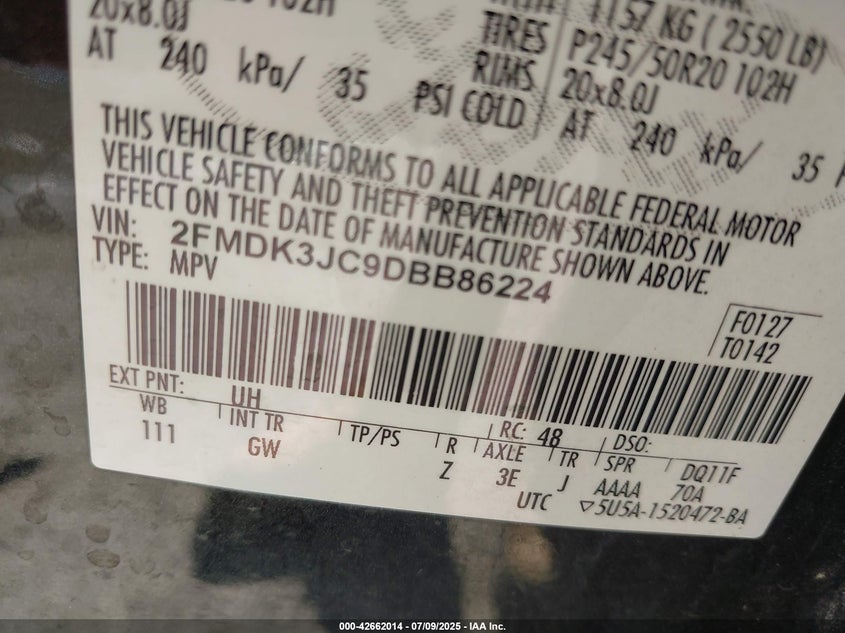 1157 KG ( 2550 LB)
TIRES P245/50R20 102H
RIMS 20x8.0J
20x8.0J
AT 240 kPa/ 35 PSI COLD
AT 240 kPa/ 35
THIS VEHICLE CONFORMS TO ALL APPLICABLE FEDERAL MOTOR
VEHICLE SAFETY AND THEFT PREVENTION STANDARDS IN
EFFECT ON THE DATE OF MANUFACTURE SHOWN ABOVE.
VIN: 2FMDK3JC9DBB86224
TYPE: MPV
F0127
T0142
EXT PNT: UH RC: 48 DSO:
WB INT TR TP/PS R AXLE TR SPR DQ11F
111 GW Z 3E J AAAA 70A
UTC ▽5U5A-1520472-BA
000-42662014 - 07/09/2025 - IAA Inc.